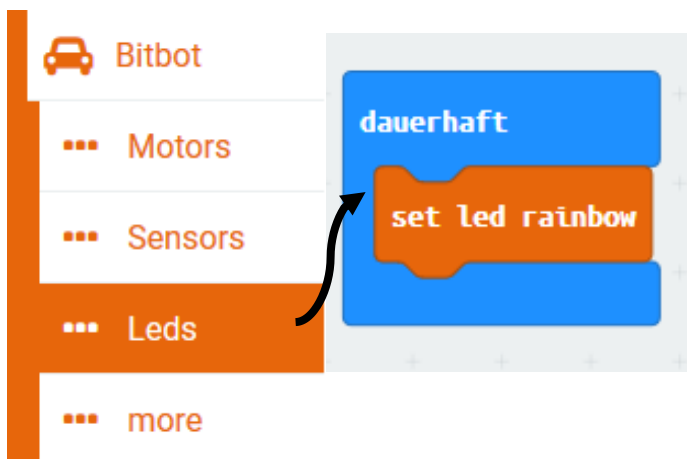 Bitbot
Motors
Sensors
Leds
more
dauerhaft
set led rainbow